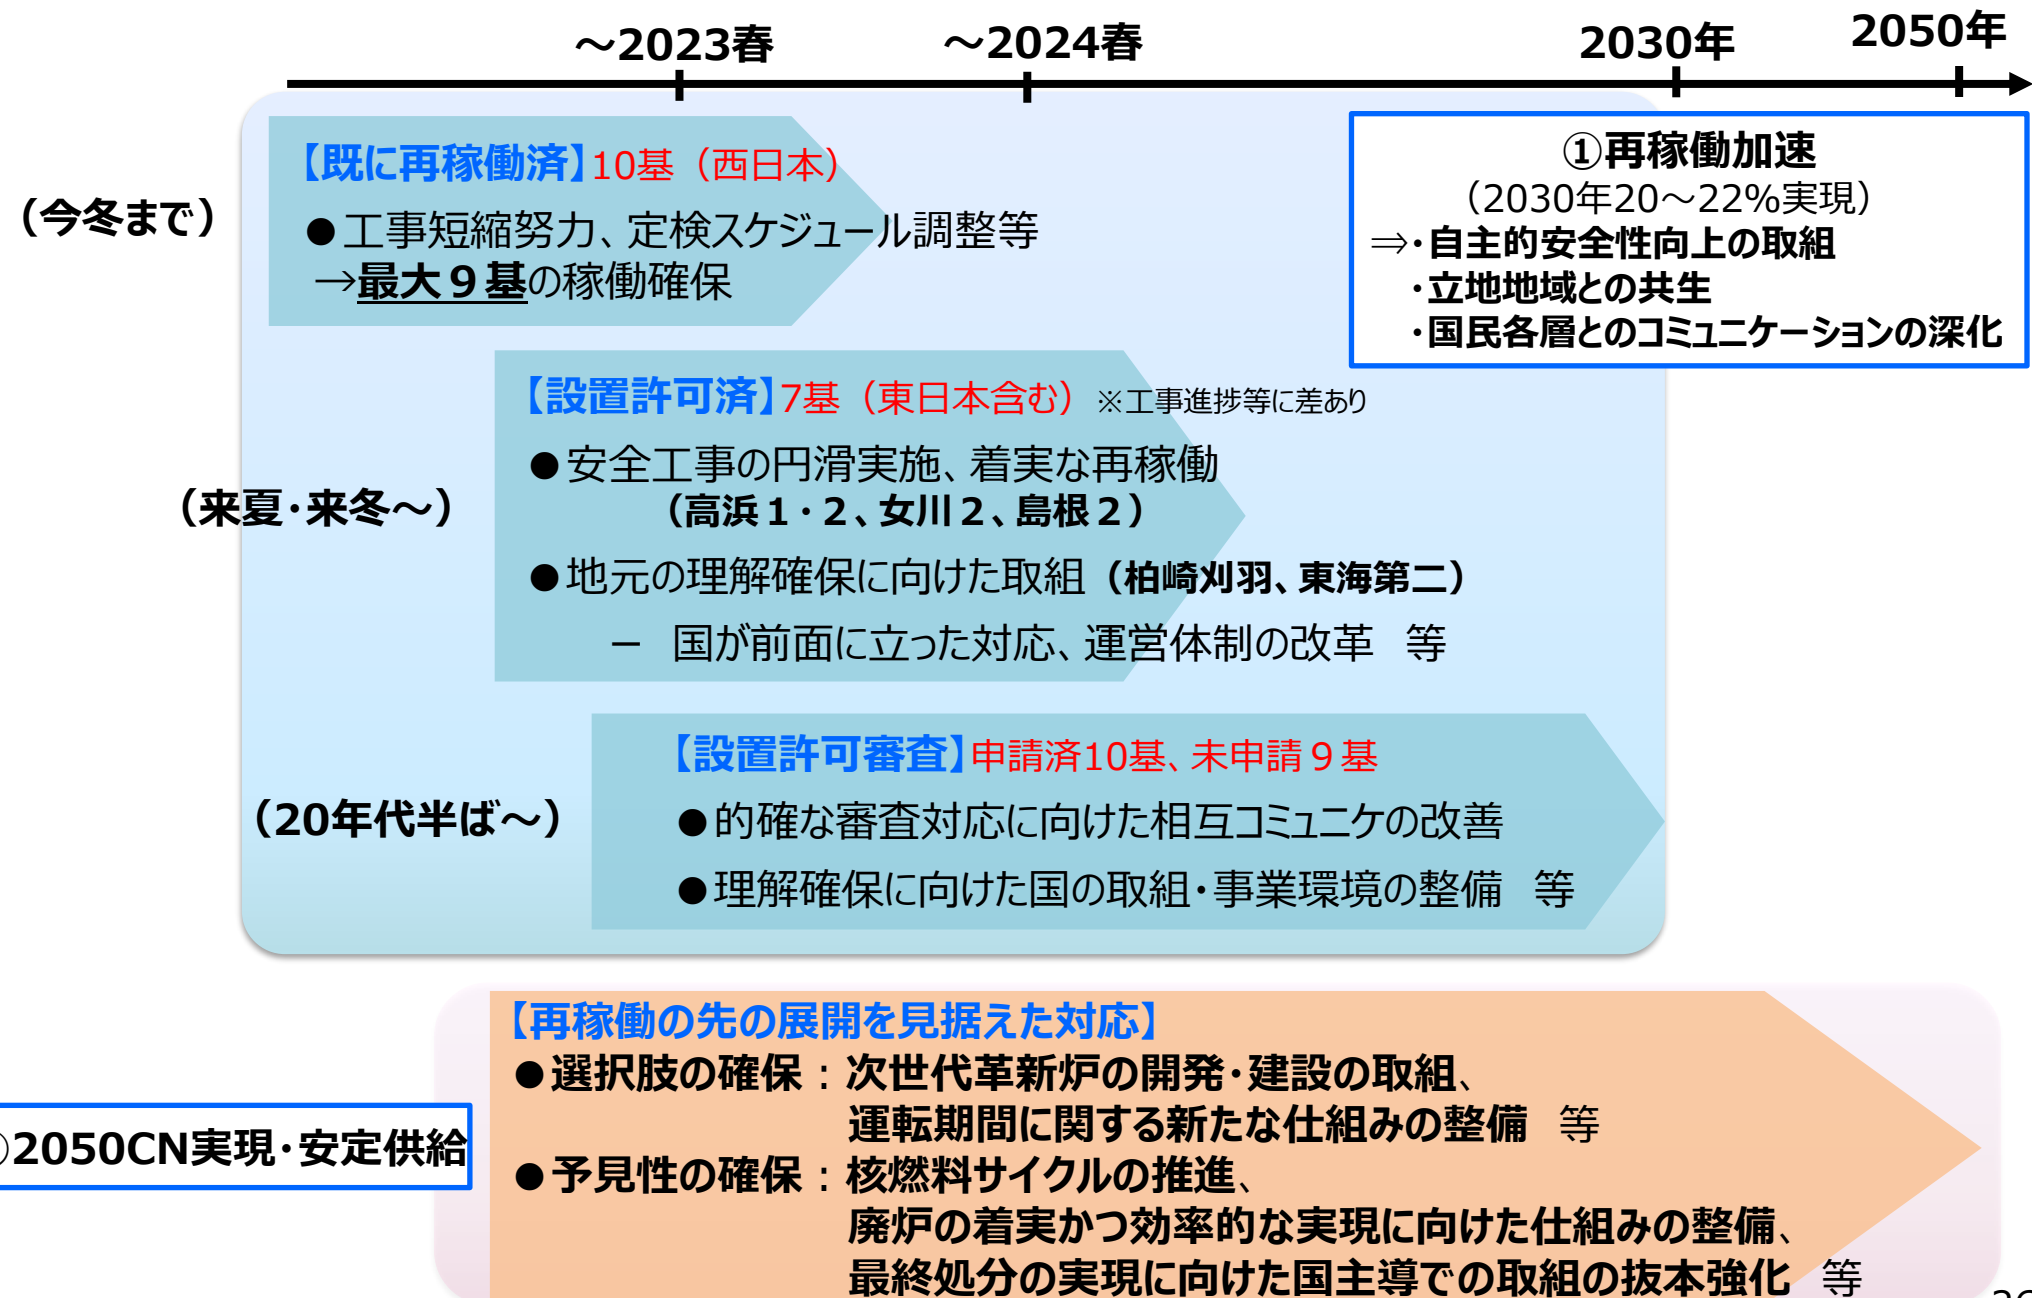 ～2023春
～2024春
2030年
2050年
（今冬まで）
【既に再稼働済】10基（西日本）
●工事短縮努力、定検スケジュール調整等
→最大９基の稼働確保
①再稼働加速
（2030年20～22%実現）
⇒・自主的安全性向上の取組
・立地地域との共生
・国民各層とのコミュニケーションの深化
（来夏・来冬～）
【設置許可済】7基（東日本含む）※工事進捗等に差あり
●安全工事の円滑実施、着実な再稼働
（高浜１・２、女川２、島根２）
●地元の理解確保に向けた取組（柏崎刈羽、東海第二）
－　国が前面に立った対応、運営体制の改革　等
（20年代半ば～）
【設置許可審査】申請済10基、未申請９基
●的確な審査対応に向けた相互コミュニケの改善
●理解確保に向けた国の取組・事業環境の整備　等
2050CN実現・安定供給
【再稼働の先の展開を見据えた対応】
●選択肢の確保：次世代革新炉の開発・建設の取組、
運転期間に関する新たな仕組みの整備　等
●予見性の確保：核燃料サイクルの推進、
廃炉の着実かつ効率的な実現に向けた仕組みの整備、
最終処分の実現に向けた国主導での取組の抜本強化　等